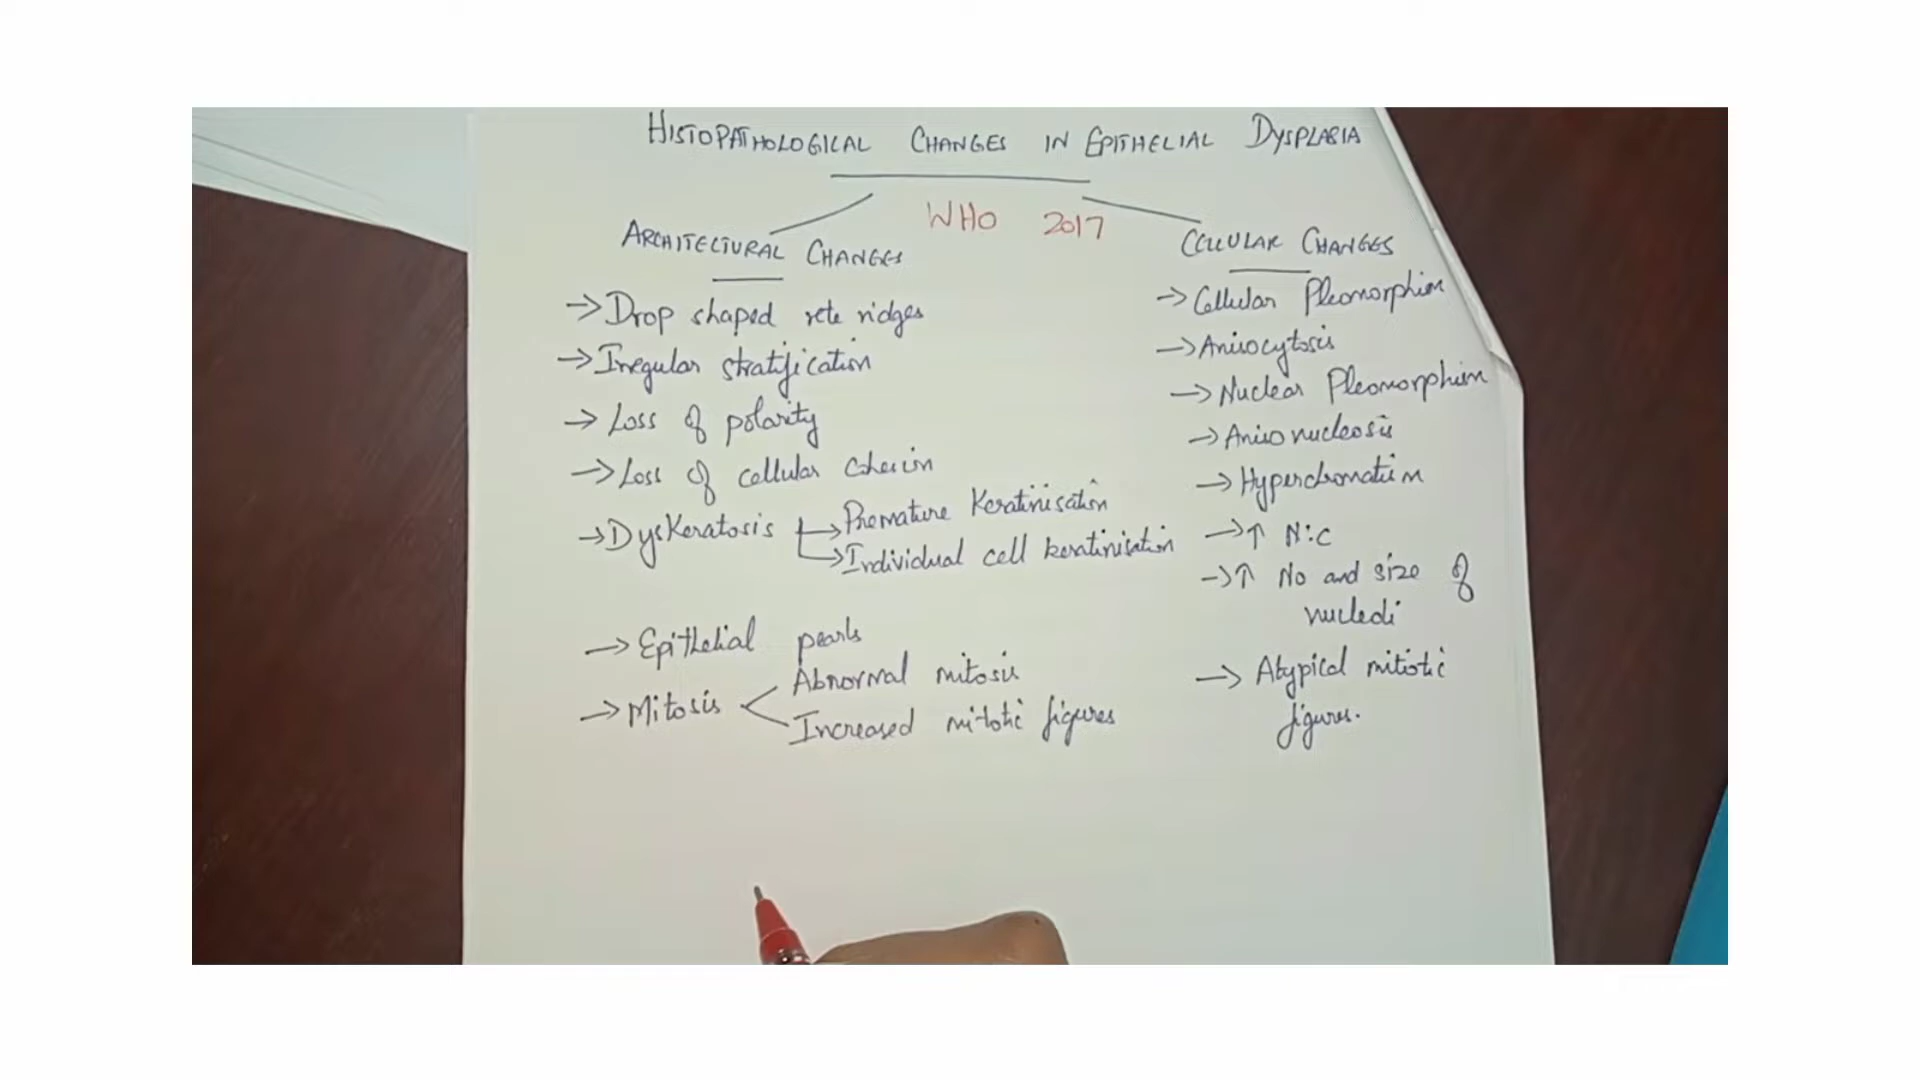 HISTOPATHOLOGICAL CHANGES IN EPITHELIAL DYSPLASIA
WHO 2017
ARCHITECTURAL CHANGES
→ Drop shaped rete ridges
→ Irregular stratification
→ Loss of polarity
→ Loss of cellular cohesion
→ Dyskeratosis → Premature Keratinisation
→ Individual cell keratinisation
→ Epithelial pearls
→ Mitosis < Abnormal mitosis
Increased mitotic figures
CELLULAR CHANGES
→ Cellular Pleomorphism
→ Anisocytosis
→ Nuclear Pleomorphism
→ Anisonucleosis
→ Hyperchromatism
→ ↑ N:C
→ ↑ No and size of
nucleoli
→ Atypical mitiotic
figures.